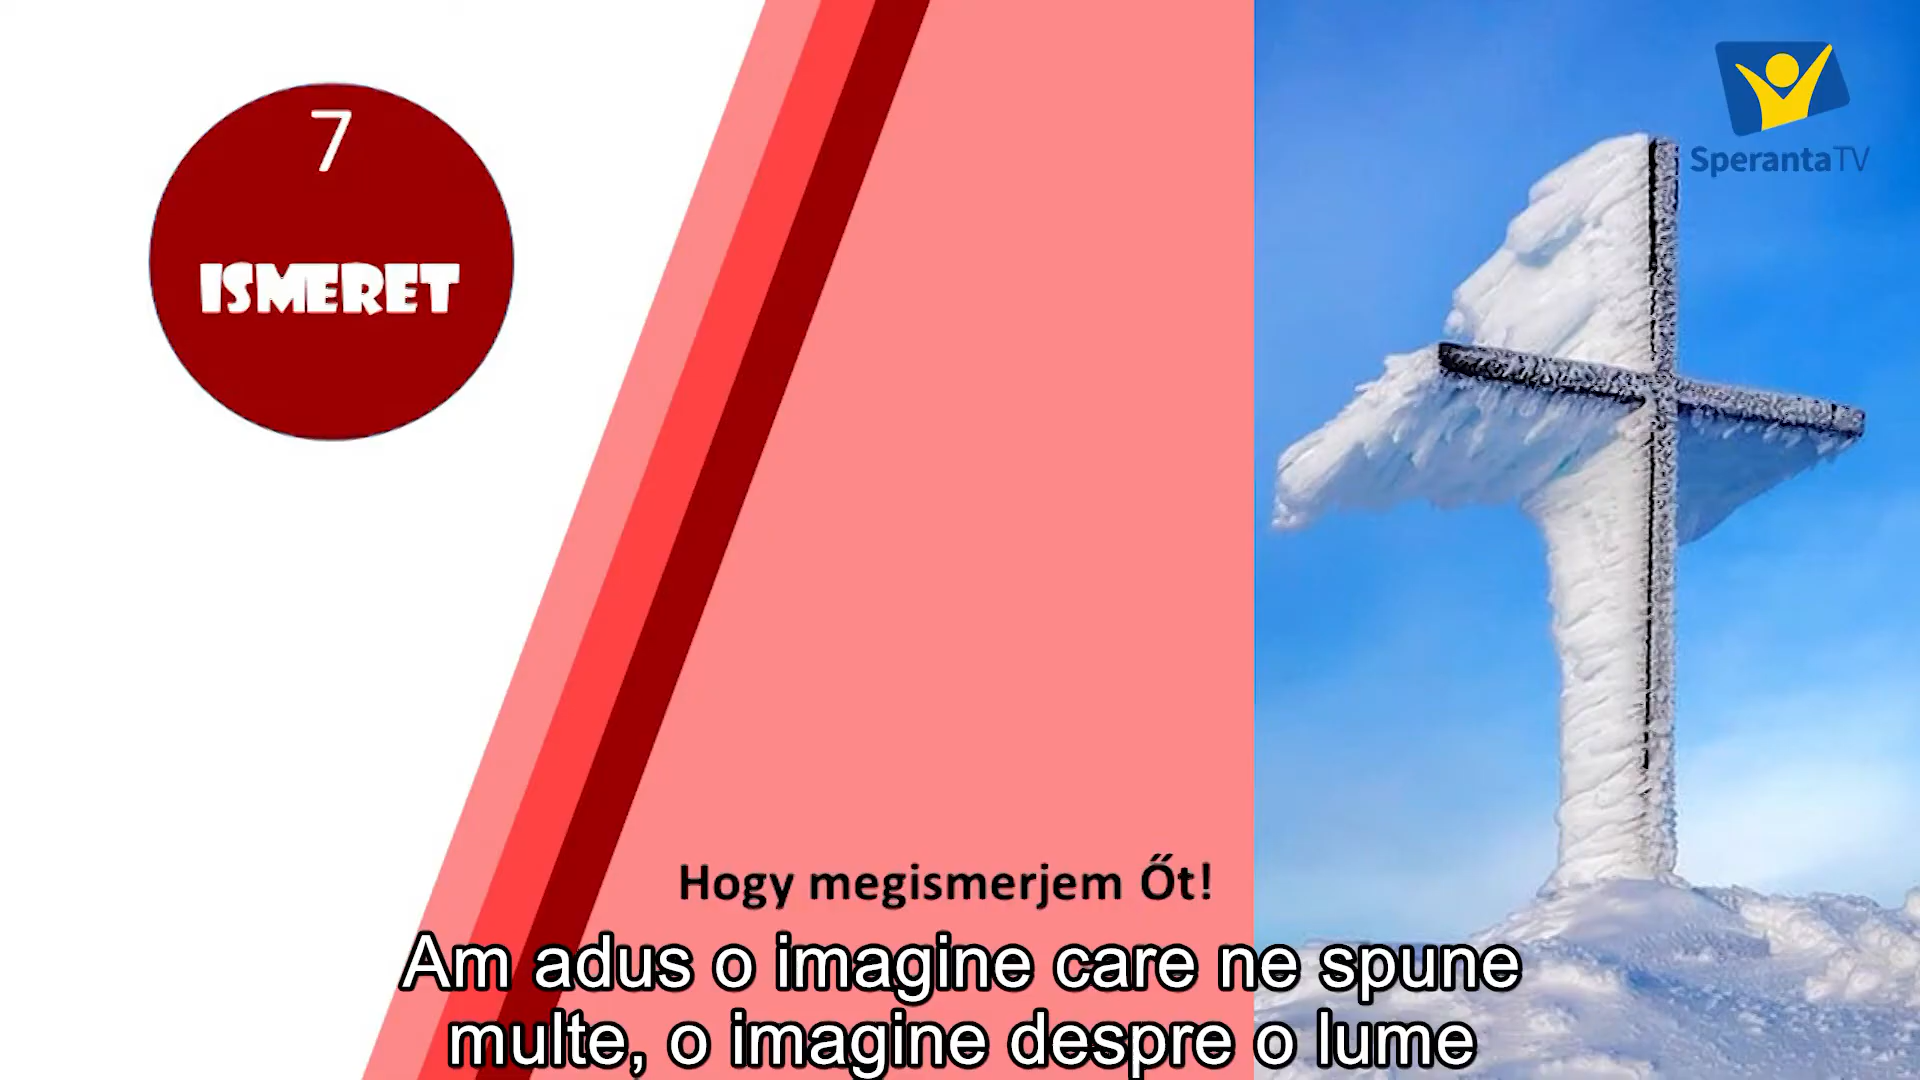 7
ISMERET
SperantaTV
Hogy megismerjem Őt!
Am adus o imagine care ne spune
multe, o imagine despre o lume